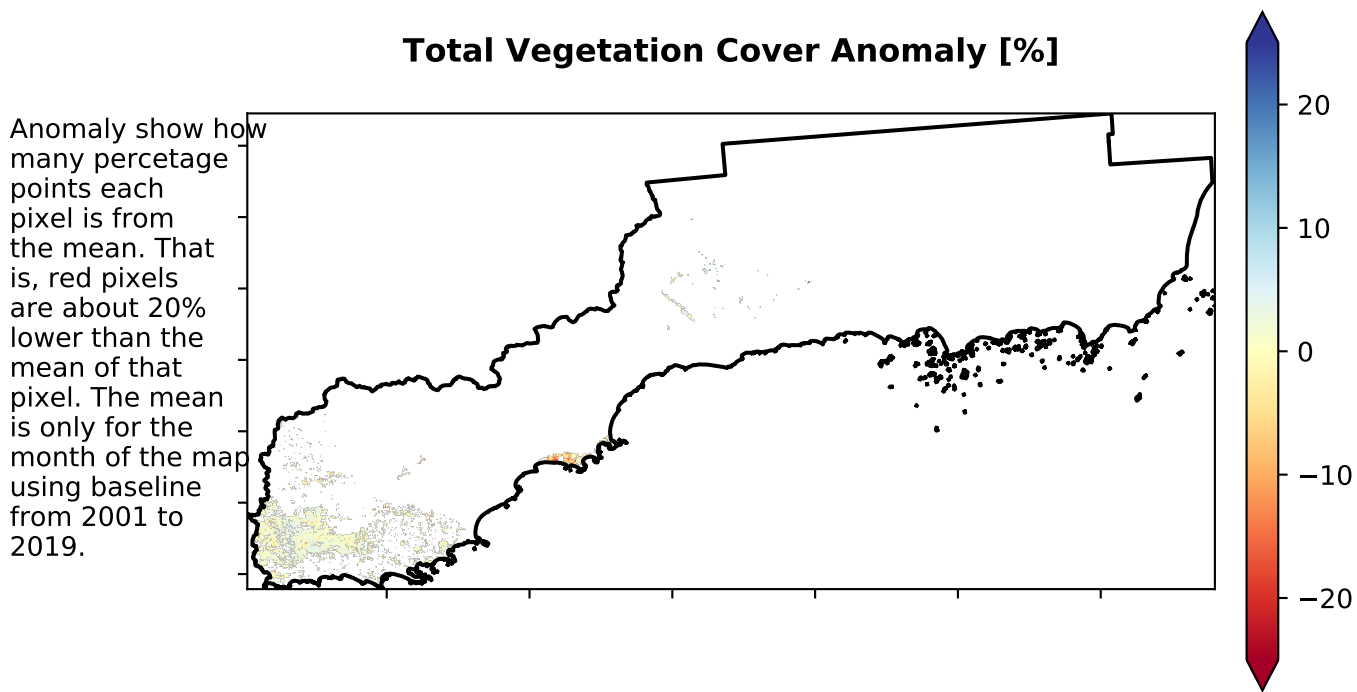 Total Vegetation Cover Anomaly [%]
Anomaly show how
many percetage
points each
pixel is from
the mean. That
is, red pixels
are about 20%
lower than the
mean of that
pixel. The mean
is only for the
month of the map
using baseline
from 2001 to
2019.
20
10
0
−10
−20